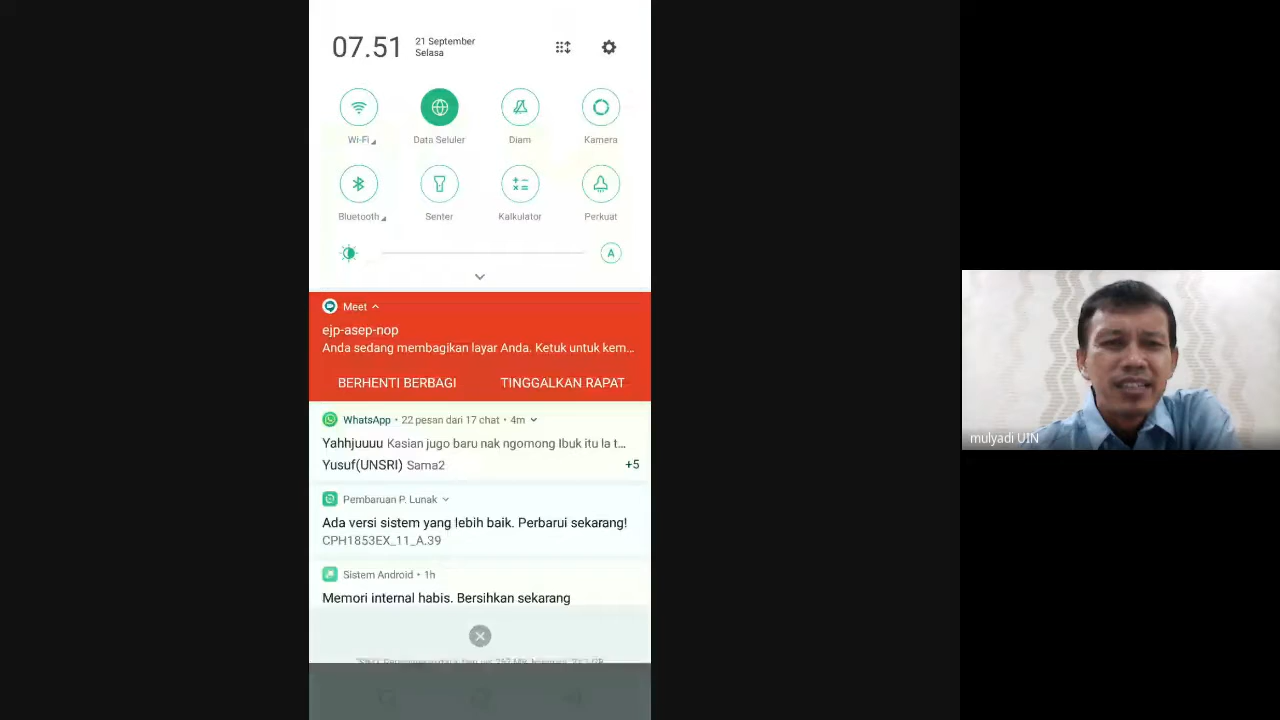 07.51
21 September
Selasa
Wi-Fi
Data Seluler
Diam
Kamera
Bluetooth
Senter
Kalkulator
Perkuat
A
Meet
ejp-asep-nop
Anda sedang membagikan layar Anda. Ketuk untuk kem...
BERHENTI BERBAGI
TINGGALKAN RAPAT
WhatsApp • 22 pesan dari 17 chat • 4m
Yahhjuuuu Kasian jugo baru nak ngomong Ibuk itu la t...
Yusuf(UNSRI) Sama2
+5
Pembaruan P. Lunak
Ada versi sistem yang lebih baik. Perbarui sekarang!
CPH1853EX_11_A.39
Sistem Android • 1h
Memori internal habis. Bersihkan sekarang
mulyadi UIN